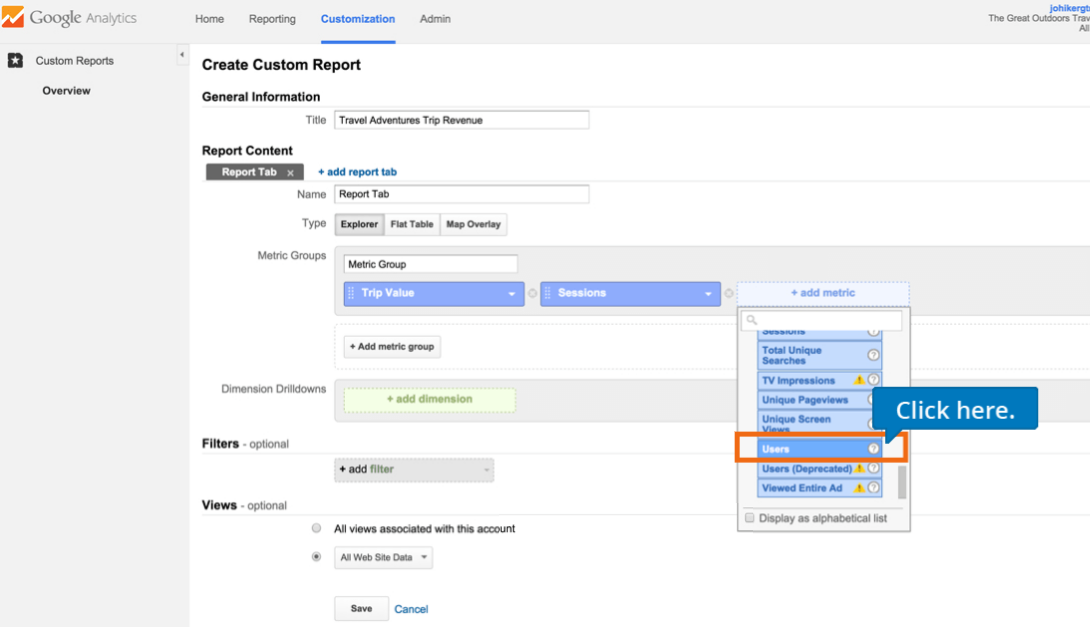 Google Analytics
Home Reporting Customization Admin
johikergt
The Great Outdoors Trav
All
Custom Reports
Overview
Create Custom Report
General Information
Title Travel Adventures Trip Revenue
Report Content
Report Tab × + add report tab
Name Report Tab
Type Explorer Flat Table Map Overlay
Metric Groups
Metric Group
Trip Value Sessions + add metric
Sessions
+ Add metric group
Total Unique
Searches
TV Impressions
Dimension Drilldowns
+ add dimension
Unique Pageviews
Click here.
Unique Screen
Views
Filters - optional
Users
+ add filter
Users (Deprecated)
Viewed Entire Ad
Views - optional
Display as alphabetical list
All views associated with this account
All Web Site Data
Save Cancel